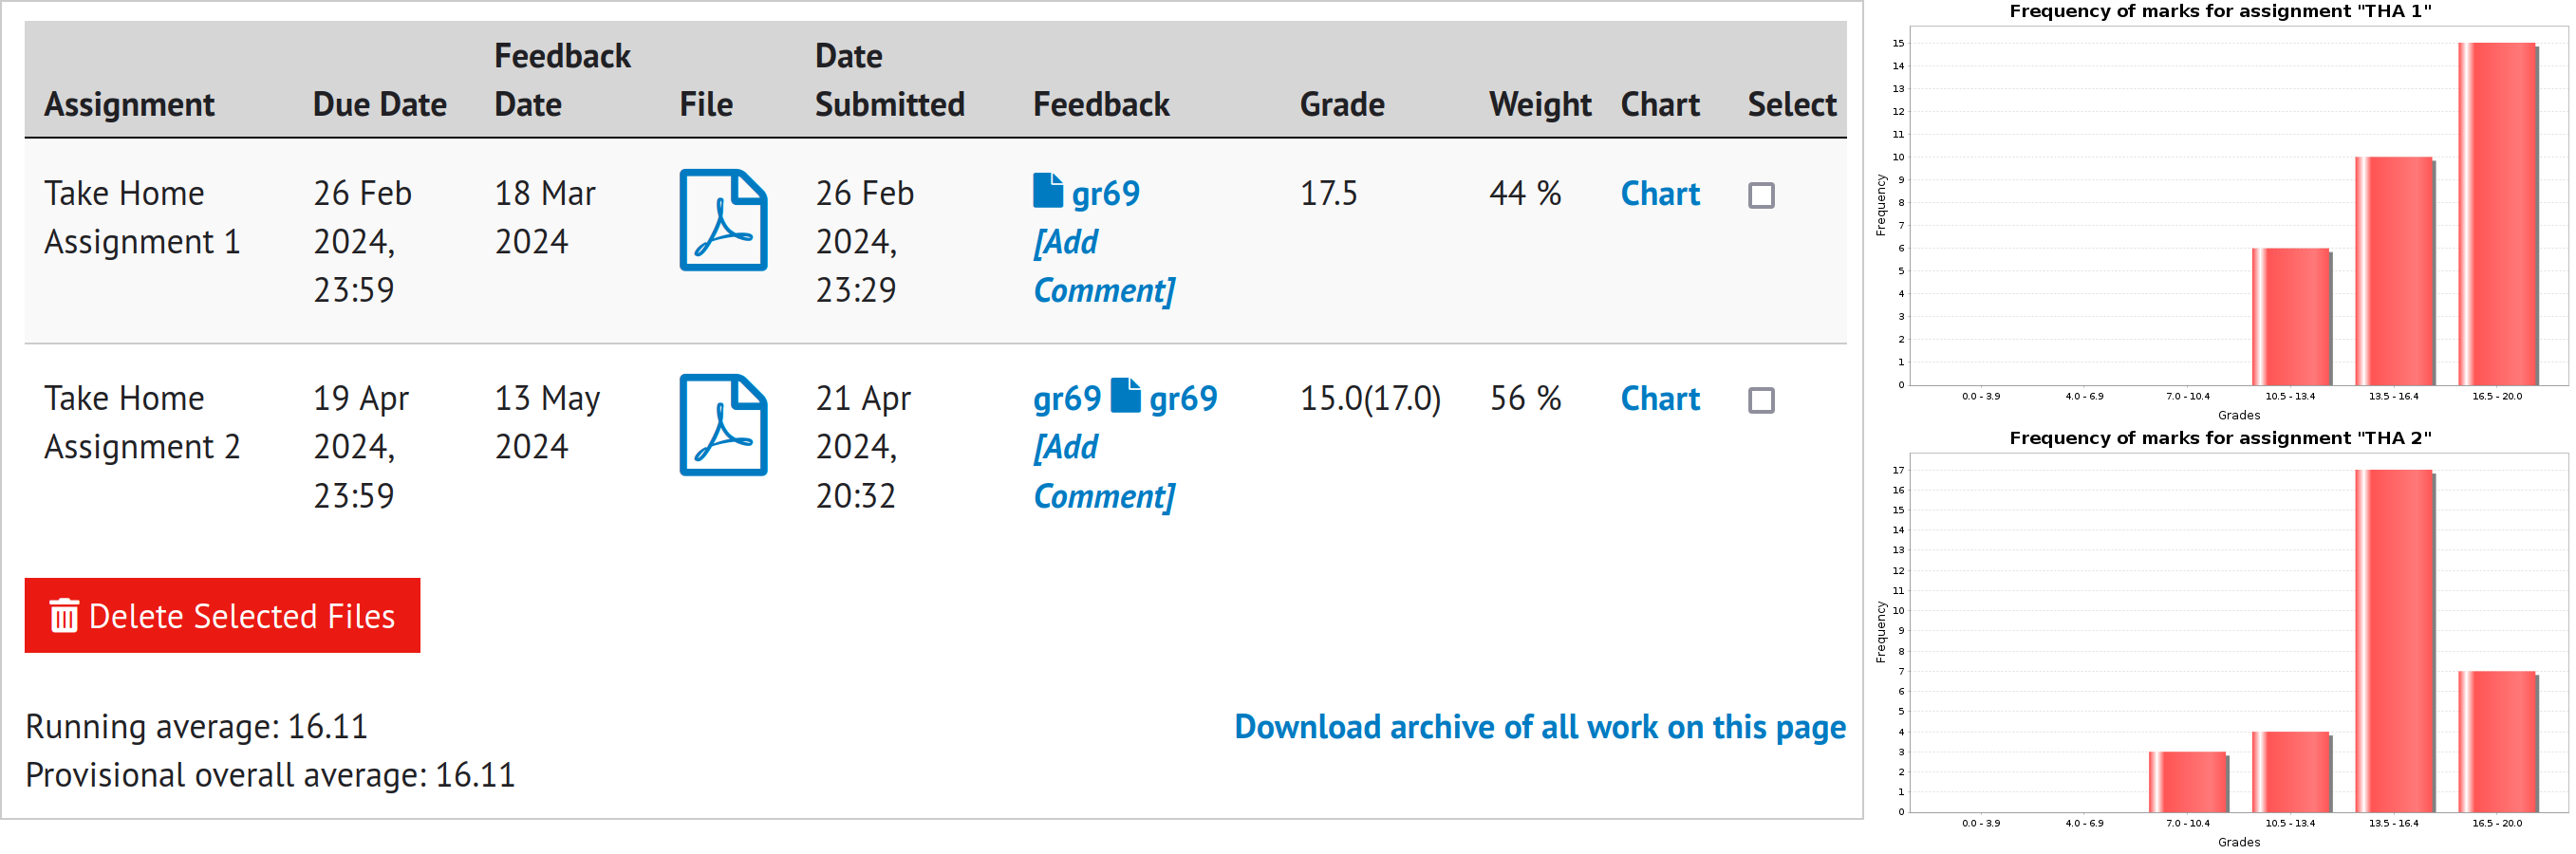 Assignment Due Date Feedback Date File Date Submitted Feedback Grade Weight Chart Select
Take Home Assignment 1 26 Feb 2024, 23:59 18 Mar 2024 26 Feb 2024, 23:29 gr69 [Add Comment] 17.5 44 % Chart
Take Home Assignment 2 19 Apr 2024, 23:59 13 May 2024 21 Apr 2024, 20:32 gr69 gr69 [Add Comment] 15.0(17.0) 56 % Chart
Delete Selected Files
Running average: 16.11
Download archive of all work on this page
Provisional overall average: 16.11
Frequency of marks for assignment "THA 1"
Frequency
15
14
13
12
11
10
9
8
7
6
5
4
3
2
1
0
0.0 - 3.9 4.0 - 6.9 7.0 - 10.4 10.5 - 13.4 13.5 - 16.4 16.5 - 20.0
Grades
Frequency of marks for assignment "THA 2"
Frequency
17
16
15
14
13
12
11
10
9
8
7
6
5
4
3
2
1
0
0.0 - 3.9 4.0 - 6.9 7.0 - 10.4 10.5 - 13.4 13.5 - 16.4 16.5 - 20.0
Grades